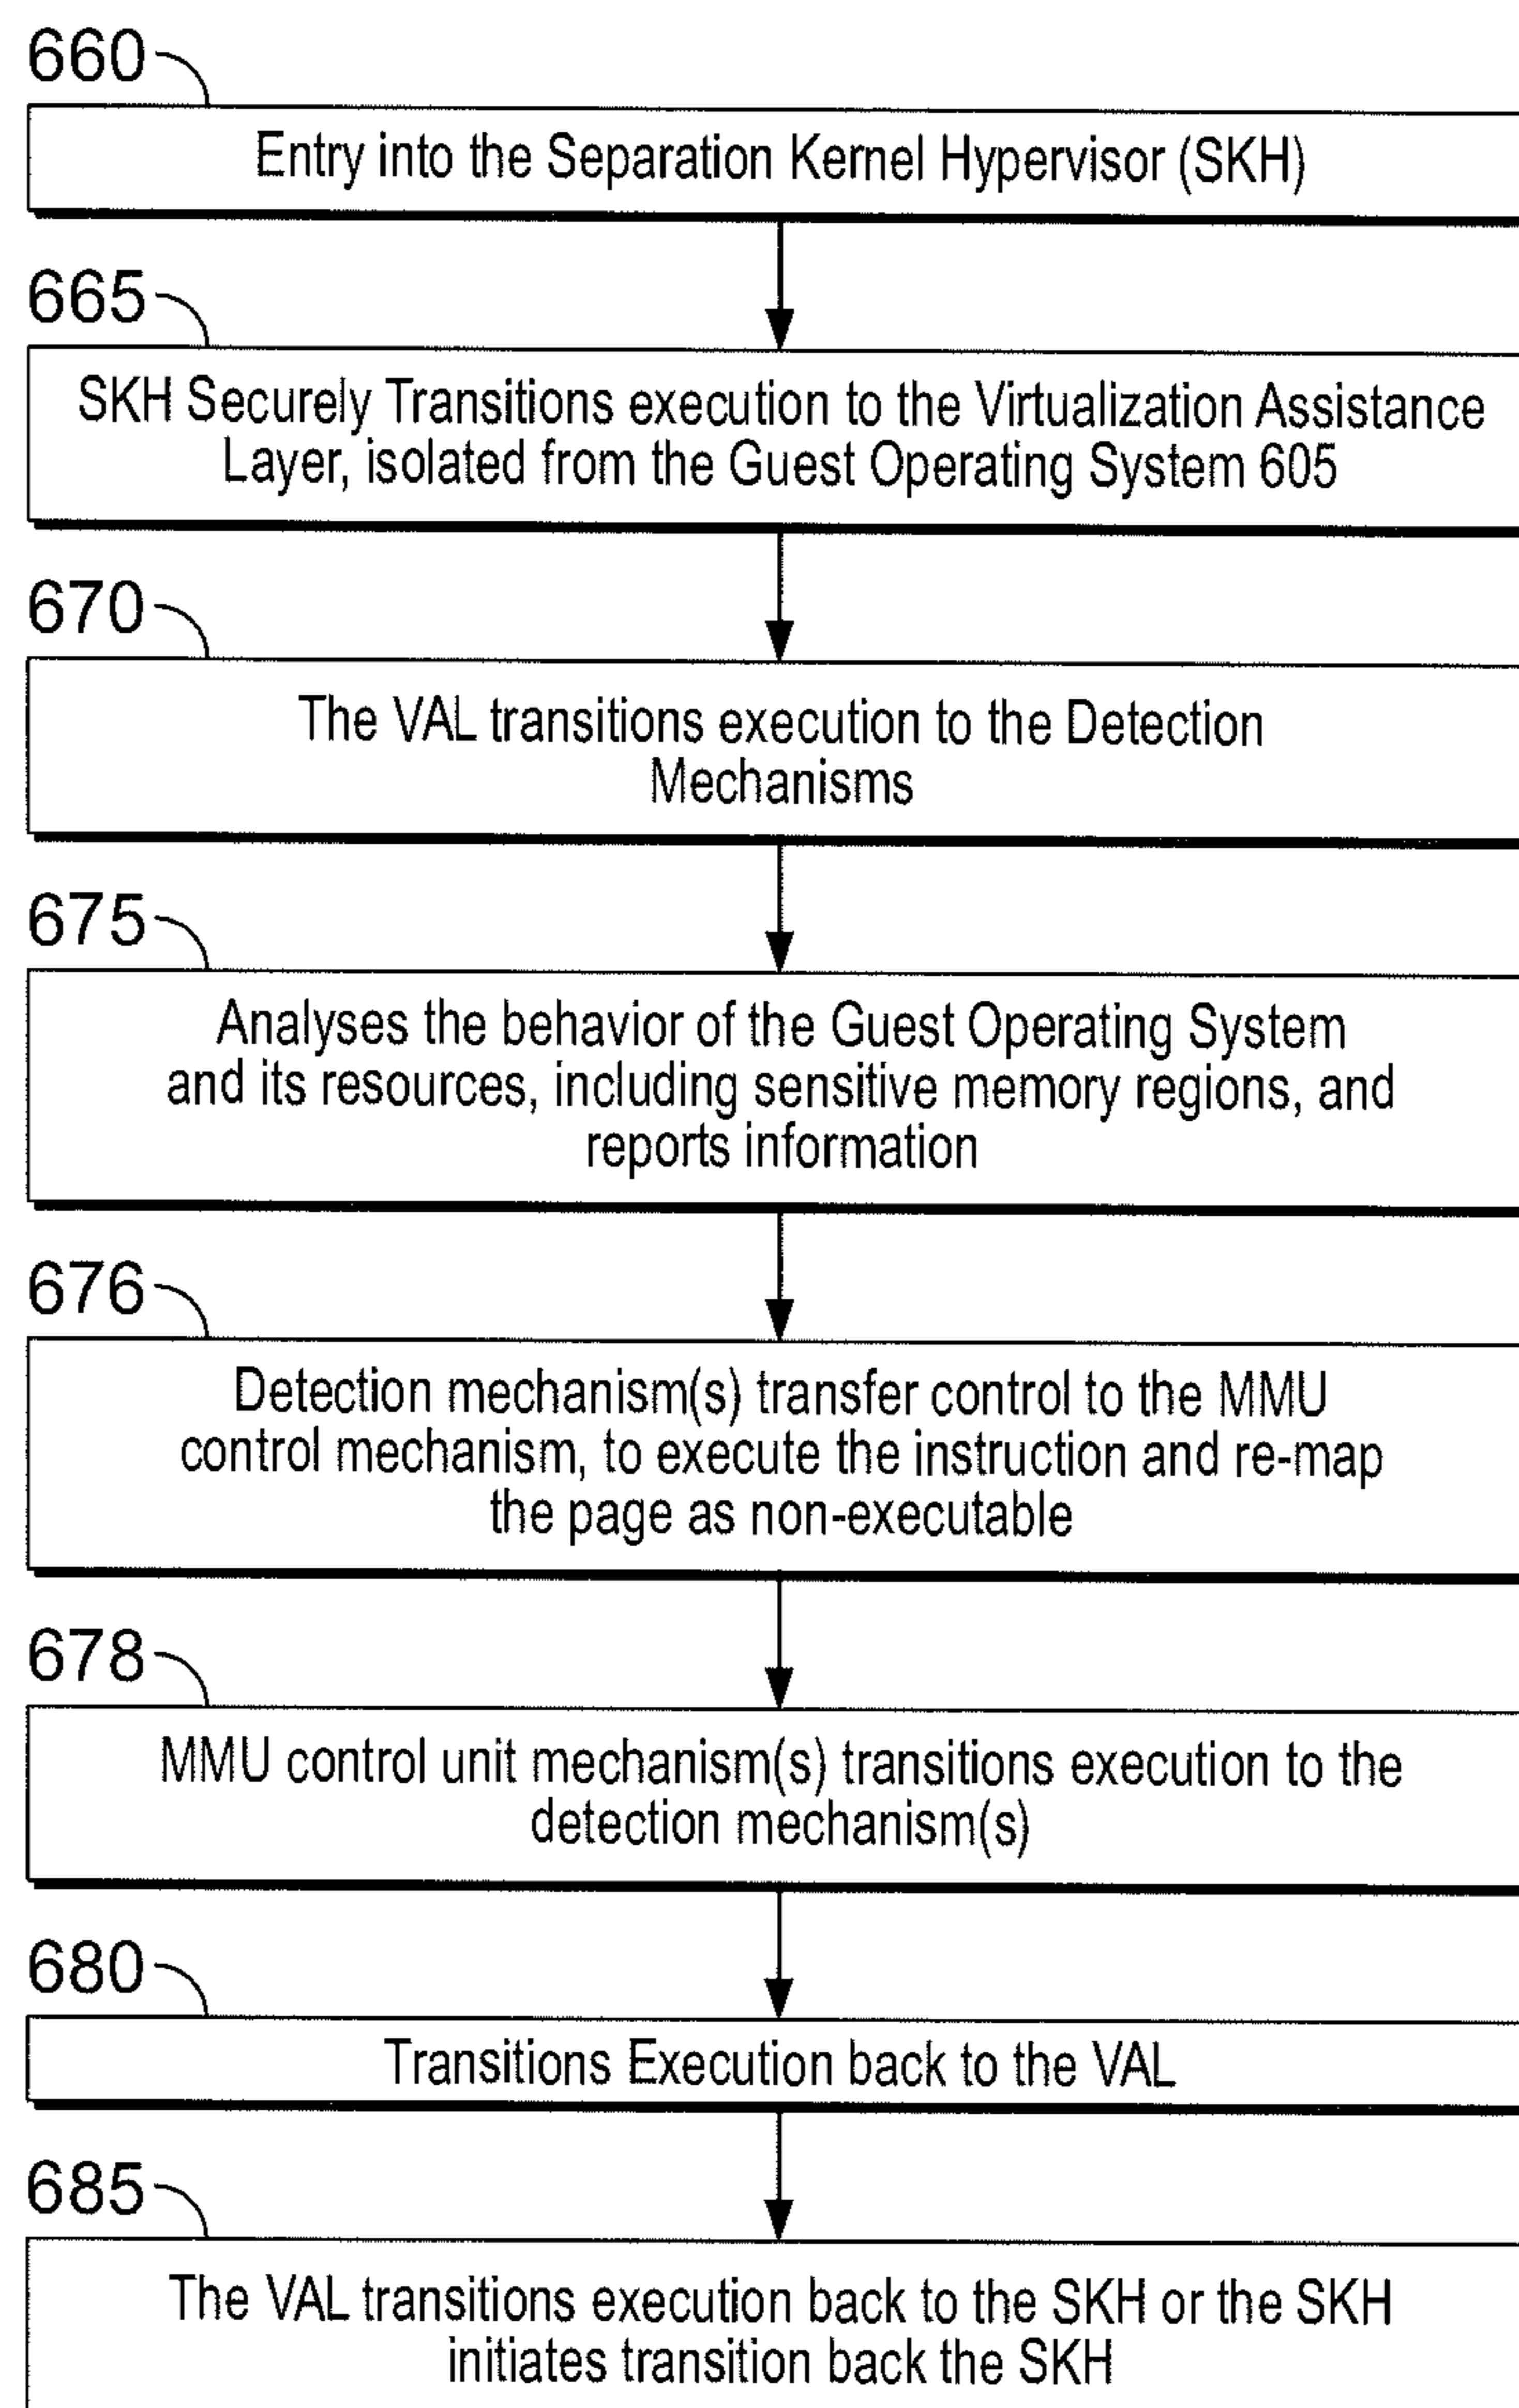 660
Entry into the Separation Kernel Hypervisor (SKH)
665
SKH Securely Transitions execution to the Virtualization Assistance
Layer, isolated from the Guest Operating System 605
670
The VAL transitions execution to the Detection
Mechanisms
675
Analyses the behavior of the Guest Operating System
and its resources, including sensitive memory regions, and
reports information
676
Detection mechanism(s) transfer control to the MMU
control mechanism, to execute the instruction and re-map
the page as non-executable
678
MMU control unit mechanism(s) transitions execution to the
detection mechanism(s)
680
Transitions Execution back to the VAL
685
The VAL transitions execution back to the SKH or the SKH
initiates transition back the SKH